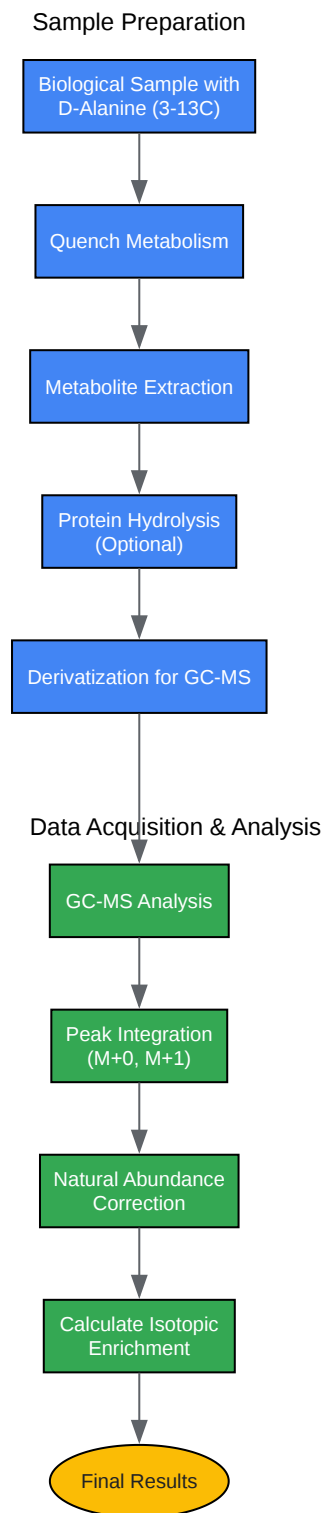 Sample Preparation
Biological Sample with
D-Alanine (3-13C)
Quench Metabolism
Metabolite Extraction
Protein Hydrolysis
(Optional)
Derivatization for GC-MS
Data Acquisition & Analysis
GC-MS Analysis
Peak Integration
(M+0, M+1)
Natural Abundance
Correction
Calculate Isotopic
Enrichment
Final Results